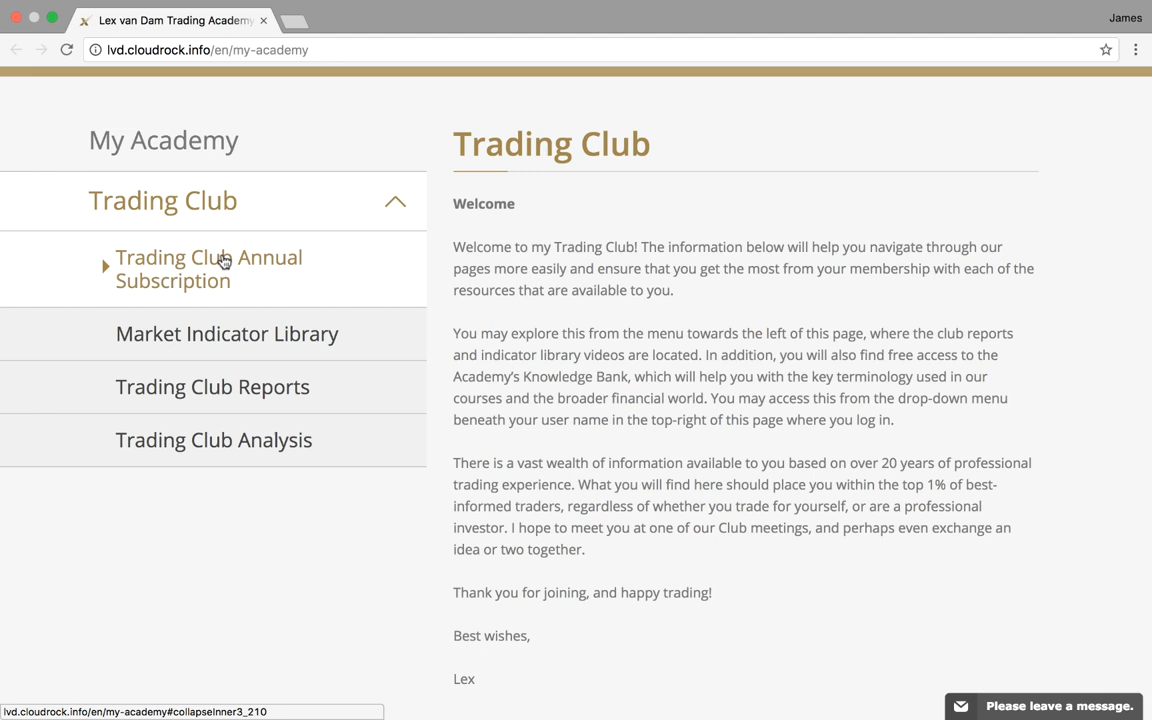 Lex van Dam Trading Academy
James
lvd.cloudrock.info/en/my-academy
My Academy
Trading Club
Trading Club Annual
Subscription
Market Indicator Library
Trading Club Reports
Trading Club Analysis
Trading Club
Welcome
Welcome to my Trading Club! The information below will help you navigate through our
pages more easily and ensure that you get the most from your membership with each of the
resources that are available to you.
You may explore this from the menu towards the left of this page, where the club reports
and indicator library videos are located. In addition, you will also find free access to the
Academy's Knowledge Bank, which will help you with the key terminology used in our
courses and the broader financial world. You may access this from the drop-down menu
beneath your user name in the top-right of this page where you log in.
There is a vast wealth of information available to you based on over 20 years of professional
trading experience. What you will find here should place you within the top 1% of best-
informed traders, regardless of whether you trade for yourself, or are a professional
investor. I hope to meet you at one of our Club meetings, and perhaps even exchange an
idea or two together.
Thank you for joining, and happy trading!
Best wishes,
Lex
lvd.cloudrock.info/en/my-academy#collapseInner3_210
Please leave a message.